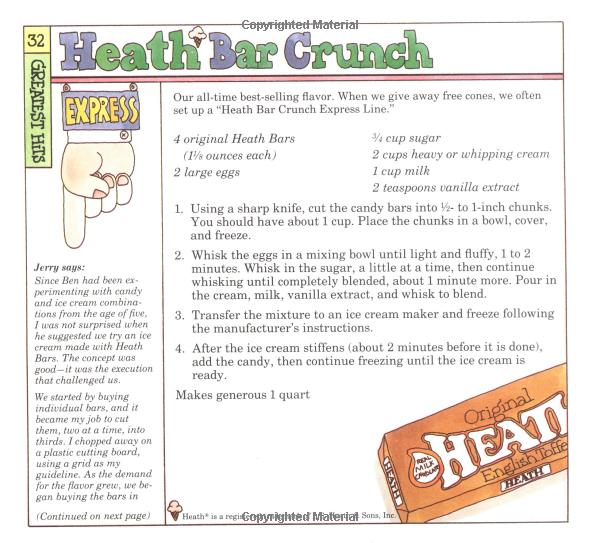 Copyrighted Material
32
Heath Bar Crunch
GREATEST HITS
EXPRESS
Our all-time best-selling flavor. When we give away free cones, we often
set up a “Heath Bar Crunch Express Line.”
4 original Heath Bars
(1⅛ ounces each)
2 large eggs
¾ cup sugar
2 cups heavy or whipping cream
1 cup milk
2 teaspoons vanilla extract
1. Using a sharp knife, cut the candy bars into ½- to 1-inch chunks.
You should have about 1 cup. Place the chunks in a bowl, cover,
and freeze.
2. Whisk the eggs in a mixing bowl until light and fluffy, 1 to 2
minutes. Whisk in the sugar, a little at a time, then continue
whisking until completely blended, about 1 minute more. Pour in
the cream, milk, vanilla extract, and whisk to blend.
3. Transfer the mixture to an ice cream maker and freeze following
the manufacturer's instructions.
4. After the ice cream stiffens (about 2 minutes before it is done),
add the candy, then continue freezing until the ice cream is
ready.
Makes generous 1 quart
Jerry says:
Since Ben had been ex-
perimenting with candy
and ice cream combina-
tions from the age of five,
I was not surprised when
he suggested we try an ice
cream made with Heath
Bars. The concept was
good—it was the execution
that challenged us.
We started by buying
individual bars, and it
became my job to cut
them, two at a time, into
thirds. I chopped away on
a plastic cutting board,
using a grid as my
guideline. As the demand
for the flavor grew, we be-
gan buying the bars in
(Continued on next page)
Original
HEATH
English Toffe
REAL
MILK
CHOCOLATE
HEATH
HEATH
Heath® is a regis
& Sons, Inc.
Copyrighted Material